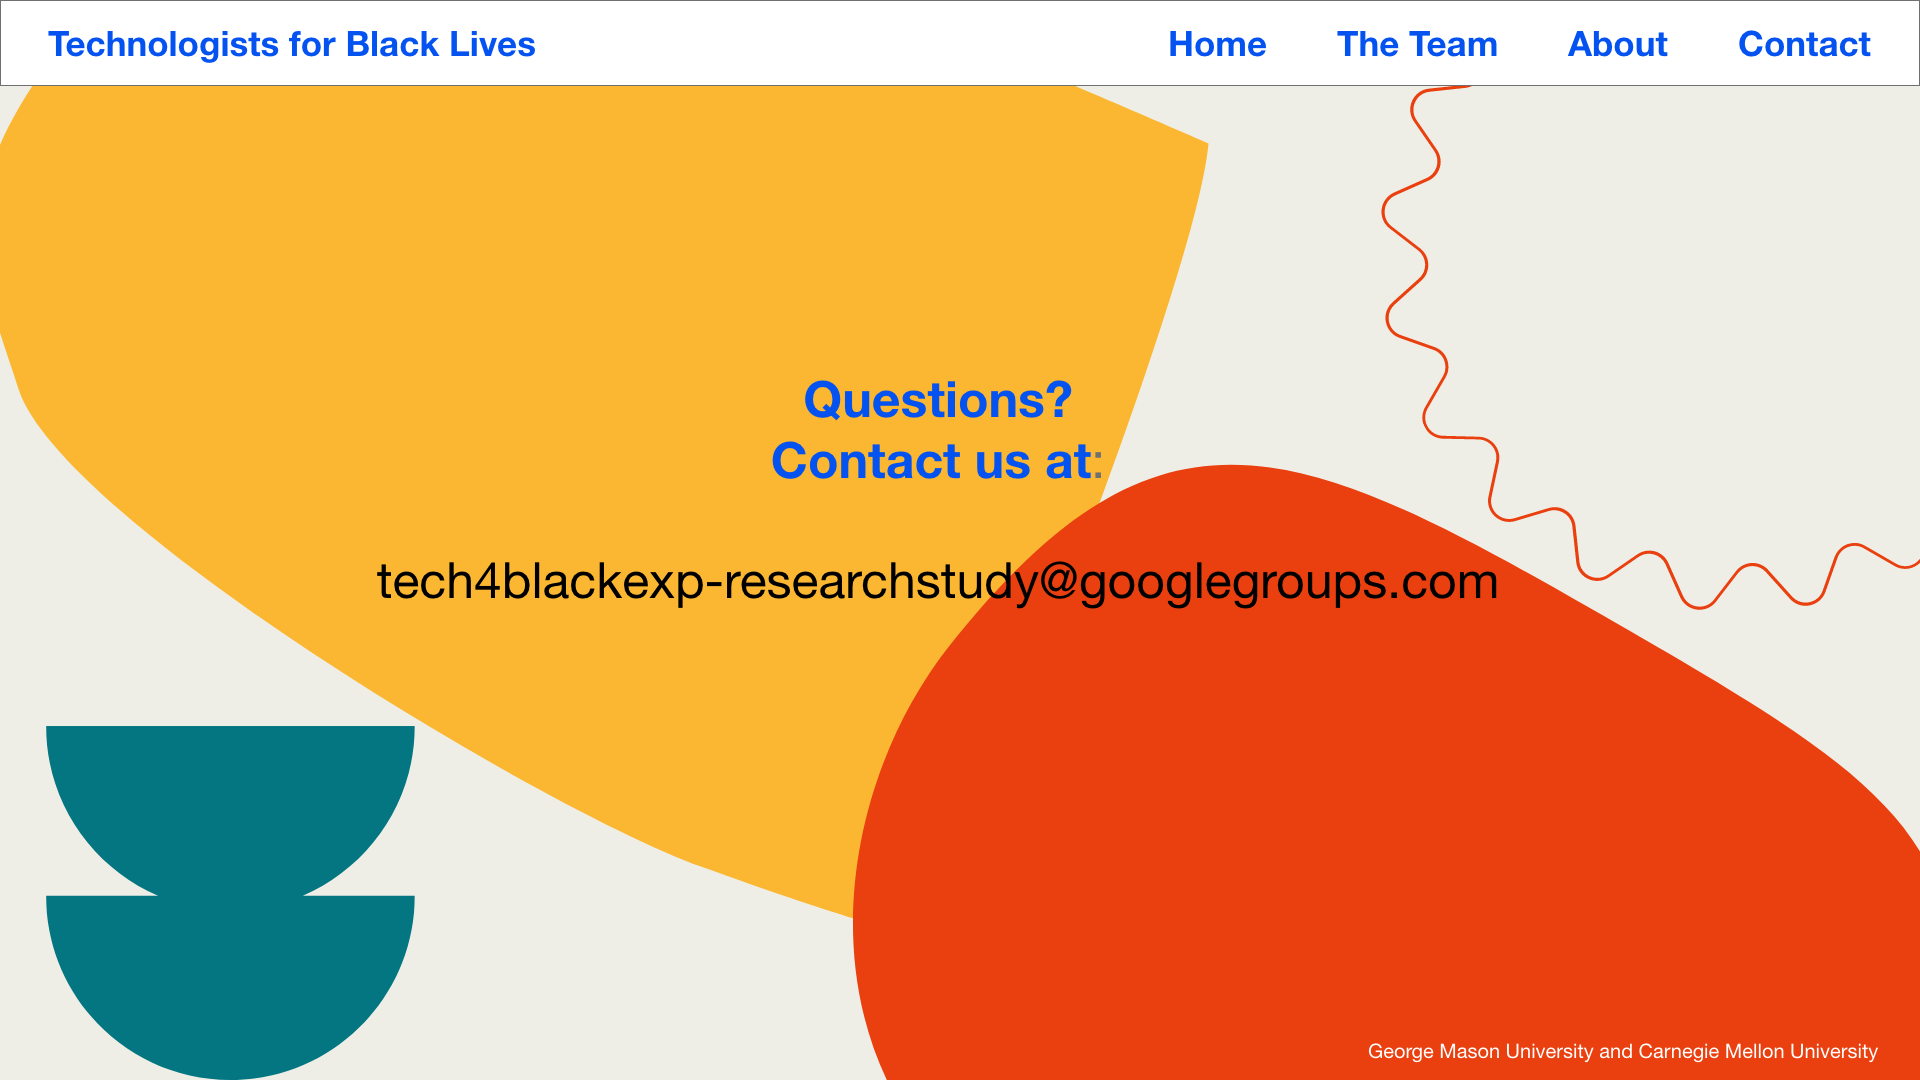 Technologists for Black Lives
Home The Team About Contact
Questions?
Contact us at:
tech4blackexp-researchstudy@googlegroups.com
George Mason University and Carnegie Mellon University